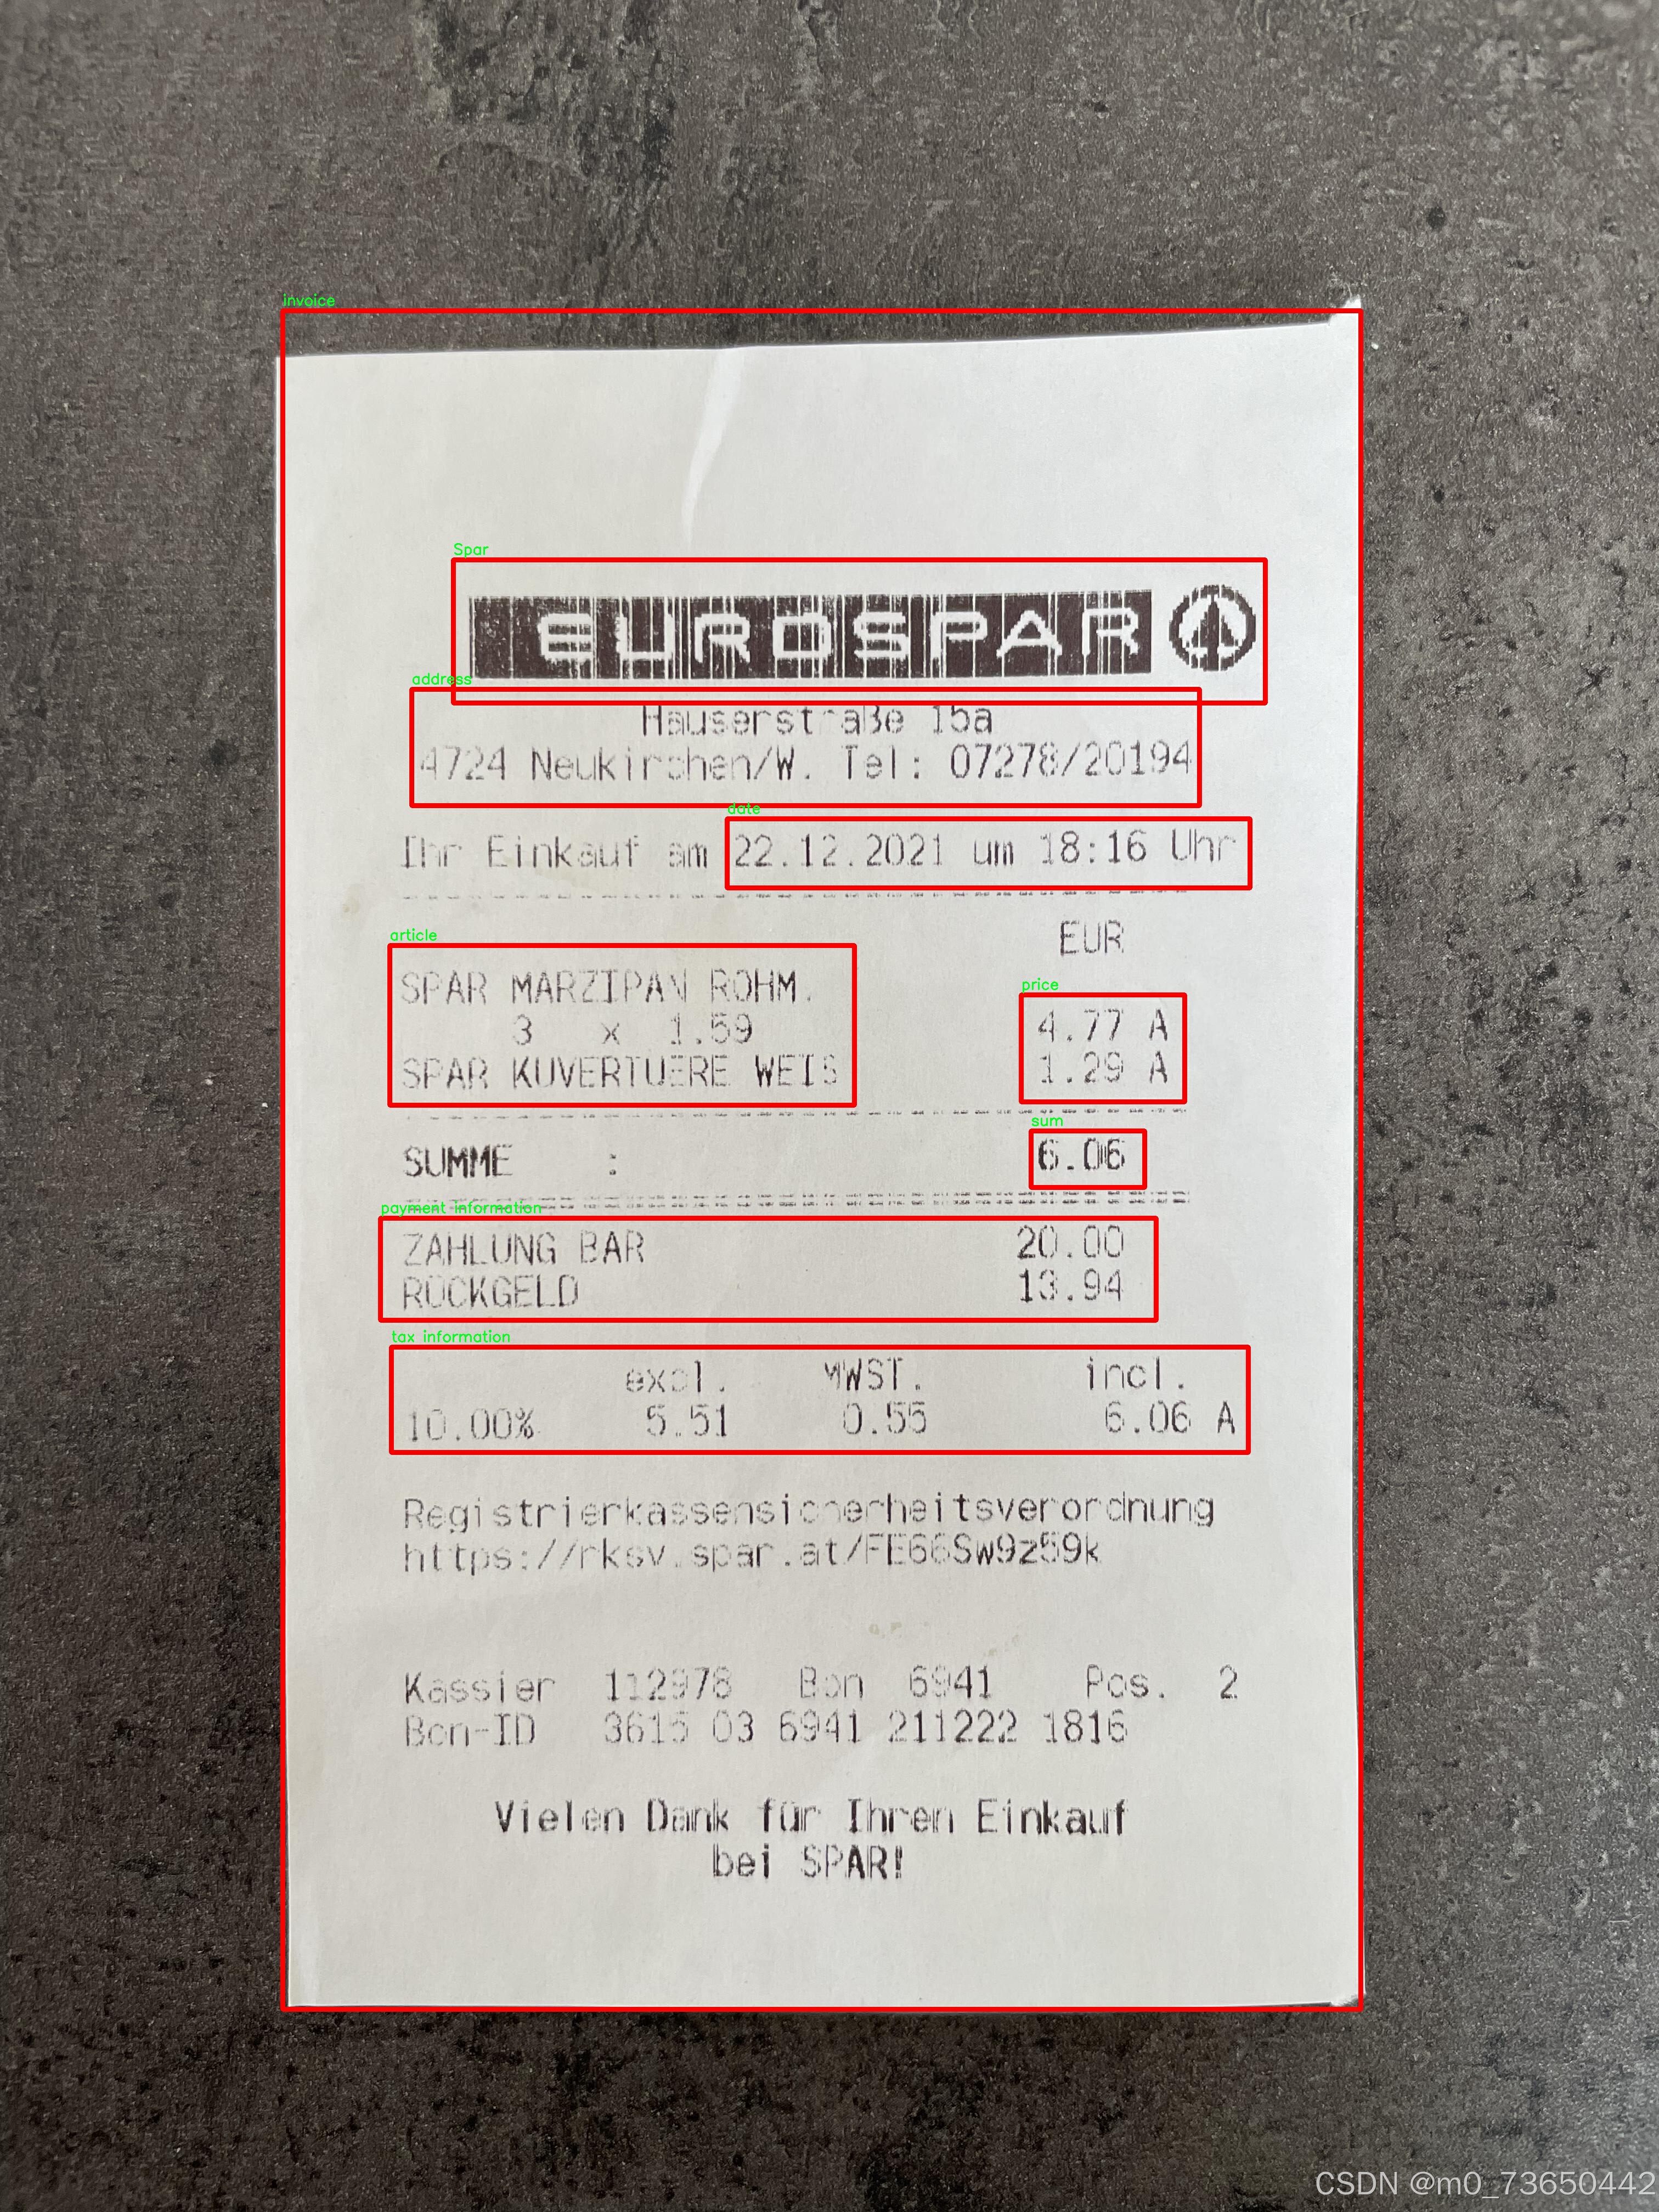 invoice
Spar
EUROSPAR
address
Hauserstraße 15a
4724 Neukirchen/W. Tel: 07278/20194
date
Ihr Einkauf am 22.12.2021 um 18:16 Uhr
EUR
article
SPAR MARZIPAN ROHM.
price
3 x 1.59 4.77 A
SPAR KUVERTUERE WEIS 1.29 A
sum
SUMME : 6.06
payment information
ZAHLUNG BAR 20.00
RÜCKGELD 13.94
tax information
excl. MWST. incl.
10.00% 5.51 0.55 6.06 A
Registrierkassensicherheitsverordnung
https://rksv.spar.at/FE66Sw9z59k
Kassier 112978 Bon 6941 Pos. 2
Bon-ID 3615 03 6941 211222 1816
Vielen Dank für Ihren Einkauf
bei SPAR!
CSDN @m0_73650442